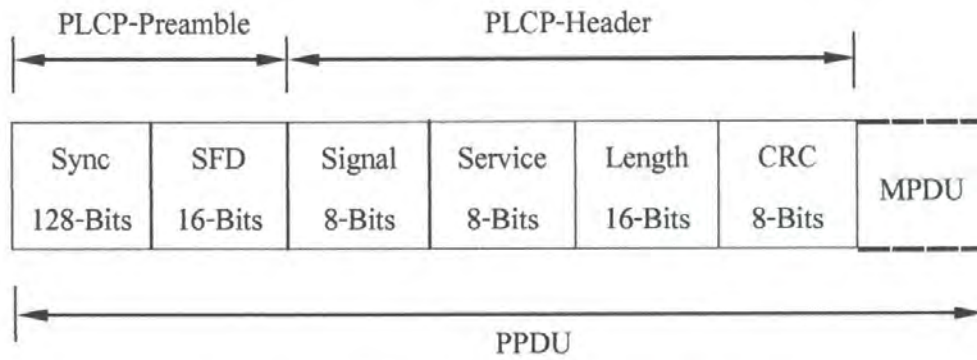 PLCP-Preamble PLCP-Header
Sync SFD Signal Service Length CRC MPDU
128-Bits 16-Bits 8-Bits 8-Bits 16-Bits 8-Bits
PPDU